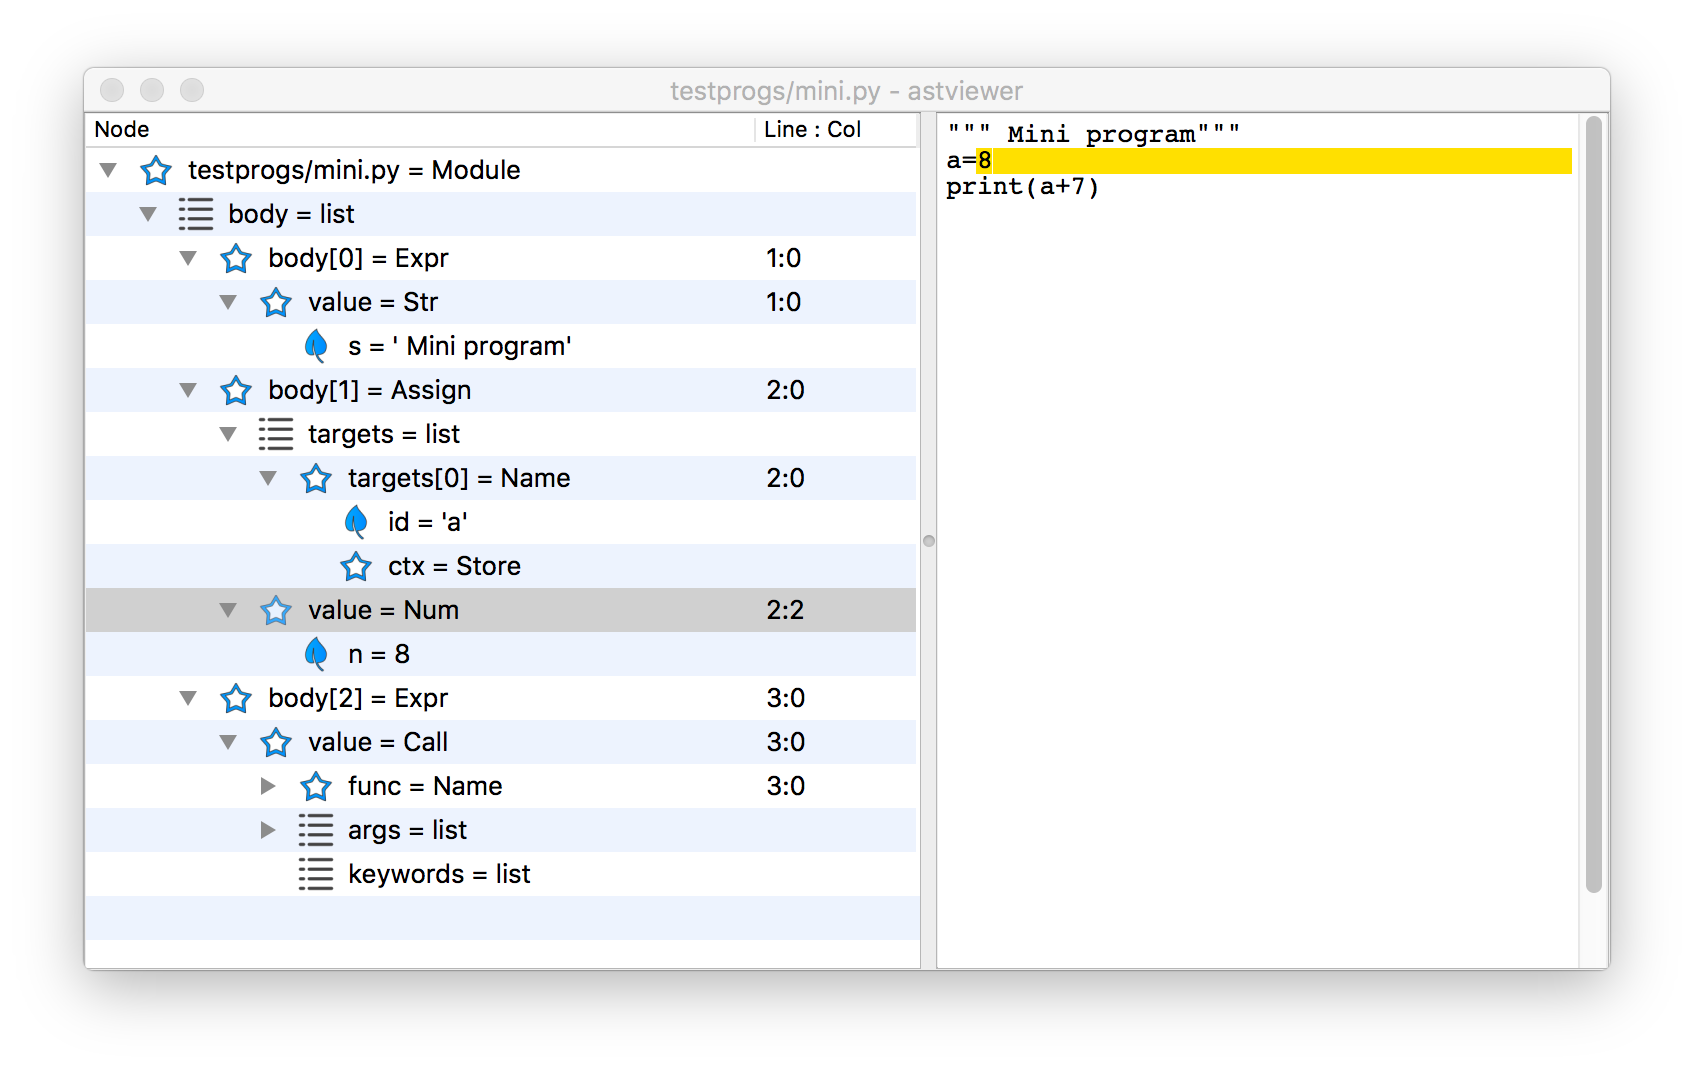 testprogs/mini.py - astviewer
Node Line : Col
testprogs/mini.py = Module
body = list
body[0] = Expr 1:0
value = Str 1:0
s = ' Mini program'
body[1] = Assign 2:0
targets = list
targets[0] = Name 2:0
id = 'a'
ctx = Store
value = Num 2:2
n = 8
body[2] = Expr 3:0
value = Call 3:0
func = Name 3:0
args = list
keywords = list
""" Mini program"""
a=8
print(a+7)